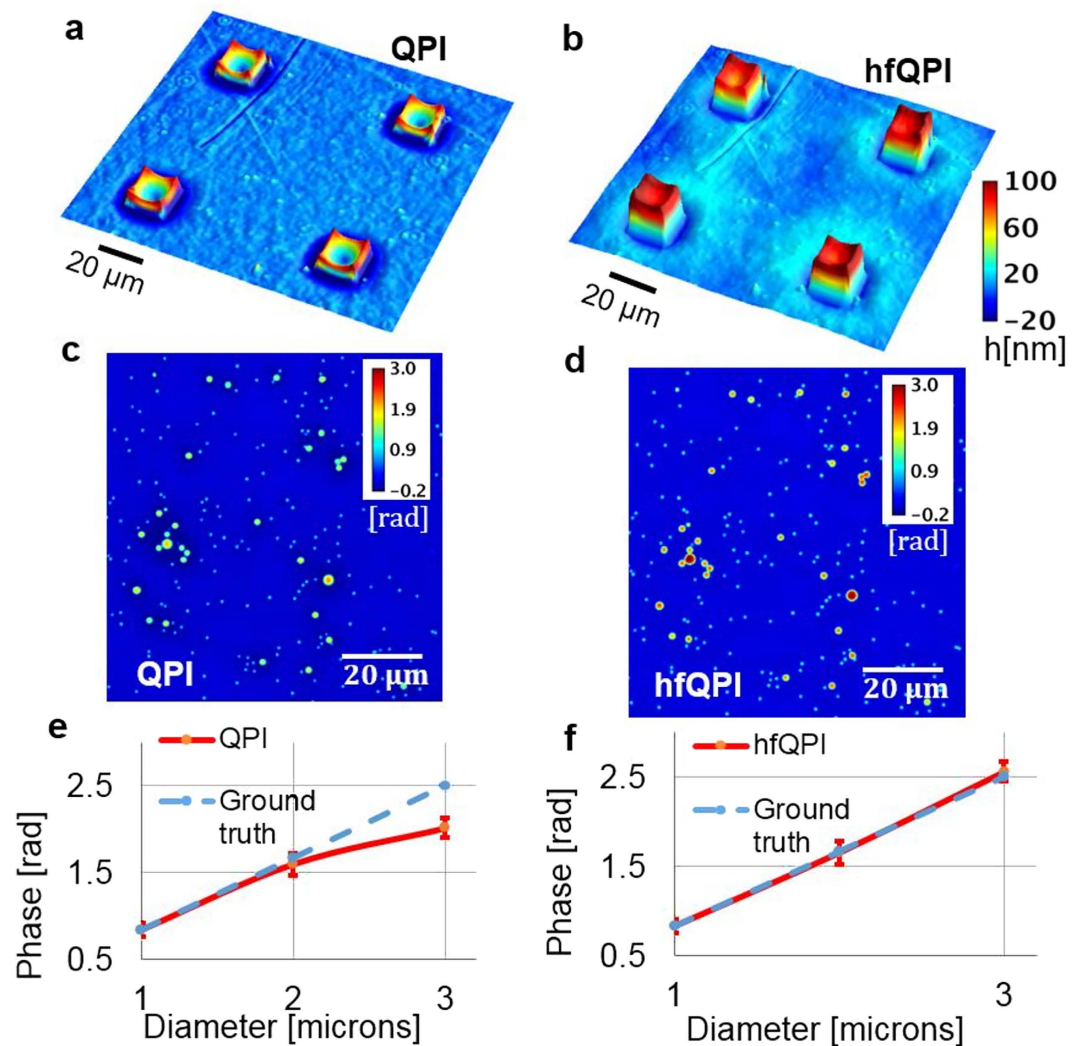 a
QPI
20 μm
b
hfQPI
20 μm
100
60
20
−20
h[nm]
c
3.0
1.9
0.9
−0.2
[rad]
QPI
20 μm
d
3.0
1.9
0.9
−0.2
[rad]
hfQPI
20 μm
e
QPI
Ground
truth
2.5
1.5
0.5
Phase [rad]
1
2
3
Diameter [microns]
f
hfQPI
Ground
truth
2.5
1.5
0.5
Phase [rad]
1
3
Diameter [microns]